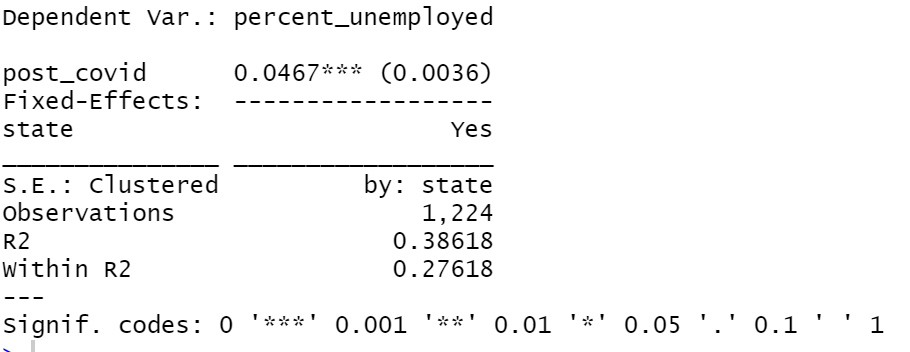 Dependent Var.: percent_unemployed
post_covid 0.0467*** (0.0036)
Fixed-Effects: ------------------
state Yes
_______________ __________________
S.E.: Clustered by: state
Observations 1,224
R2 0.38618
Within R2 0.27618
---
Signif. codes: 0 '***' 0.001 '**' 0.01 '*' 0.05 '.' 0.1 ' ' 1
>